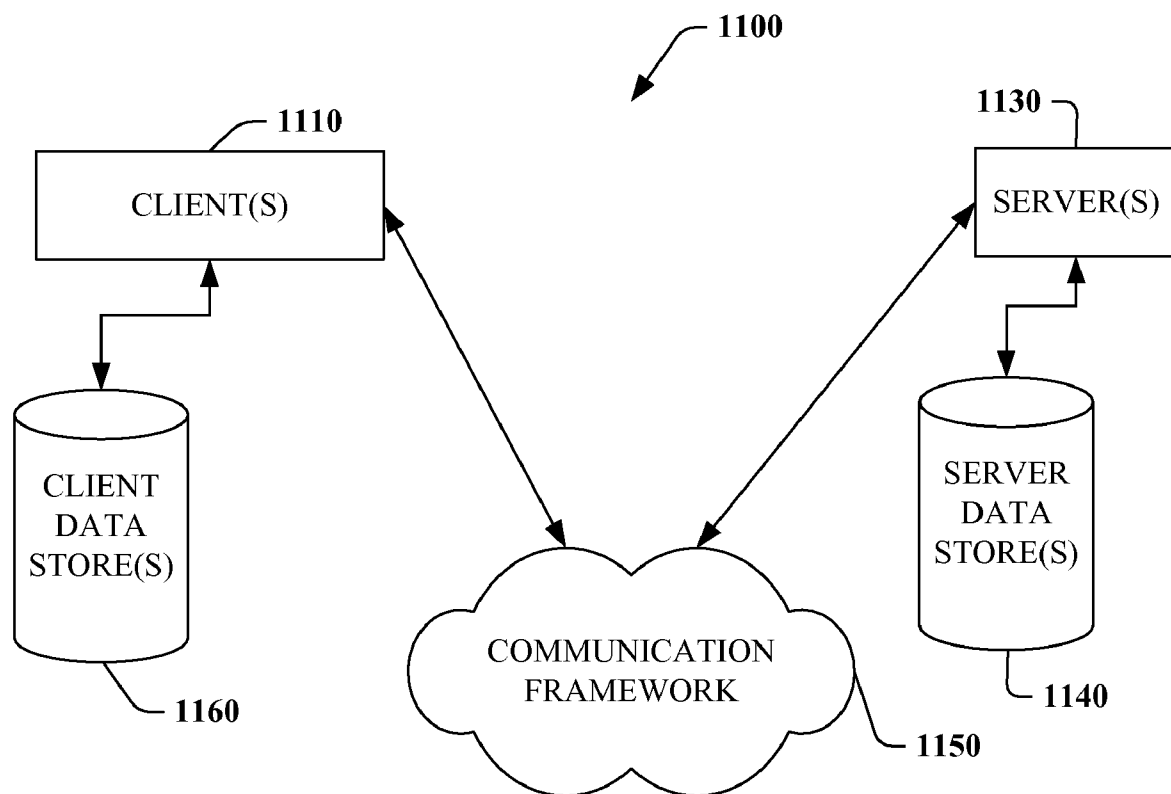 1100
1110
1130
CLIENT(S)
SERVER(S)
CLIENT
DATA
STORE(S)
SERVER
DATA
STORE(S)
COMMUNICATION
FRAMEWORK
1160
1140
1150